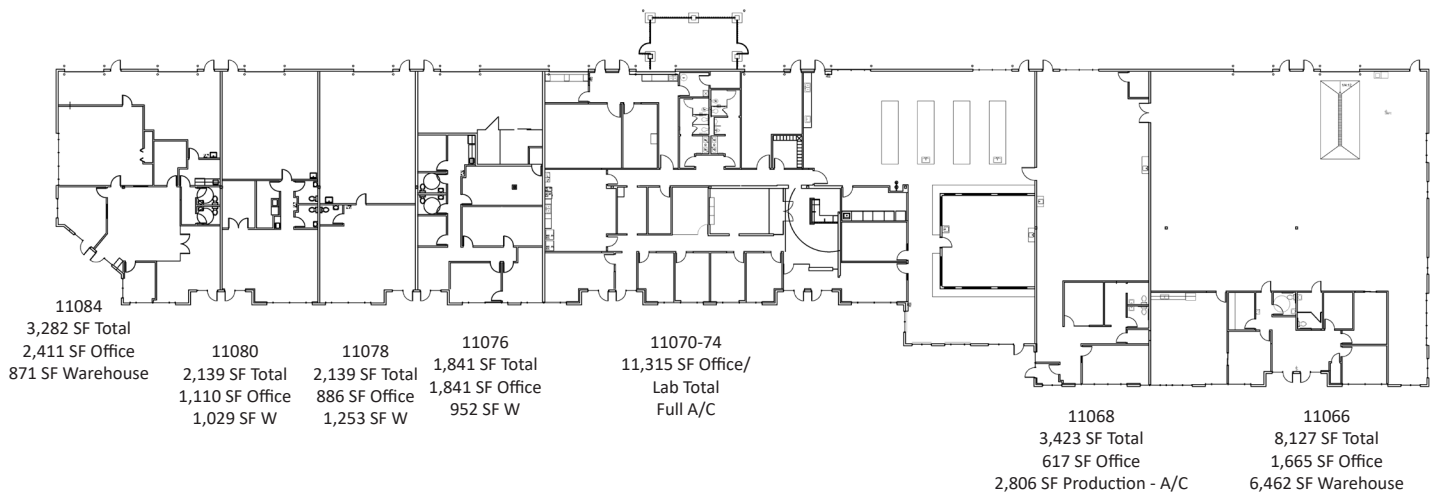 11084
3,282 SF Total
2,411 SF Office
871 SF Warehouse
11080
2,139 SF Total
1,110 SF Office
1,029 SF W
11078
2,139 SF Total
886 SF Office
1,253 SF W
11076
1,841 SF Total
1,841 SF Office
952 SF W
11070-74
11,315 SF Office/
Lab Total
Full A/C
11068
3,423 SF Total
617 SF Office
2,806 SF Production - A/C
11066
8,127 SF Total
1,665 SF Office
6,462 SF Warehouse